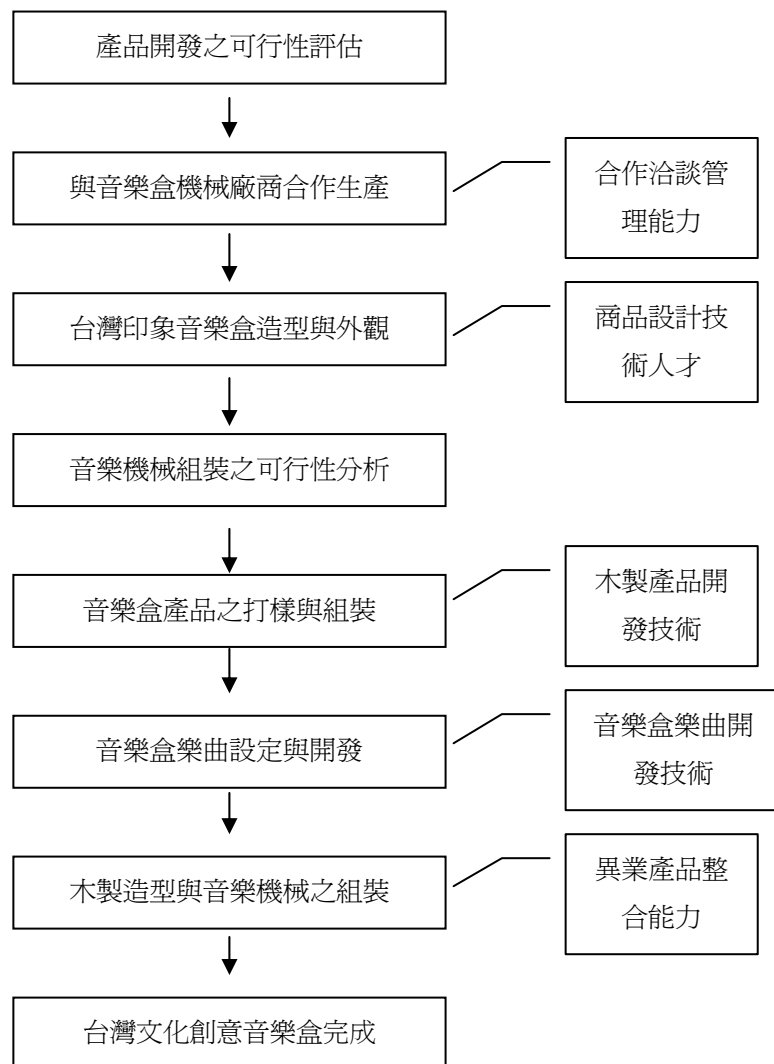 產品開發之可行性評估
與音樂盒機械廠商合作生產
合作洽談管
理能力
台灣印象音樂盒造型與外觀
商品設計技
術人才
音樂機械組裝之可行性分析
音樂盒產品之打樣與組裝
木製產品開
發技術
音樂盒樂曲設定與開發
音樂盒樂曲開
發技術
木製造型與音樂機械之組裝
異業產品整
合能力
台灣文化創意音樂盒完成